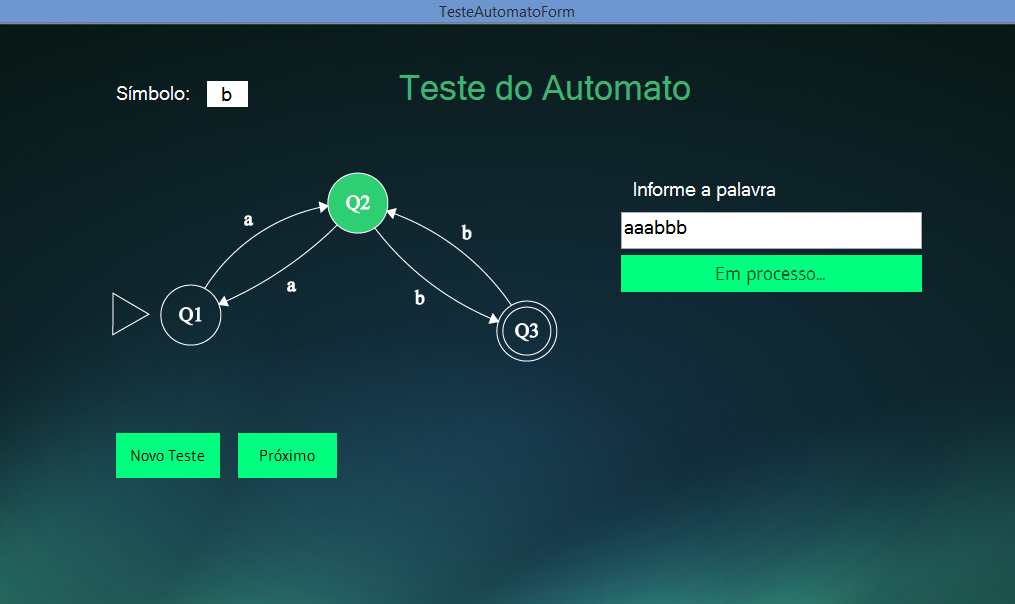 TesteAutomatoForm
Símbolo: b
Teste do Automato
Informe a palavra
aaabbb
Em processo...
Q2
a
b
a
b
Q1
Q3
Novo Teste
Próximo